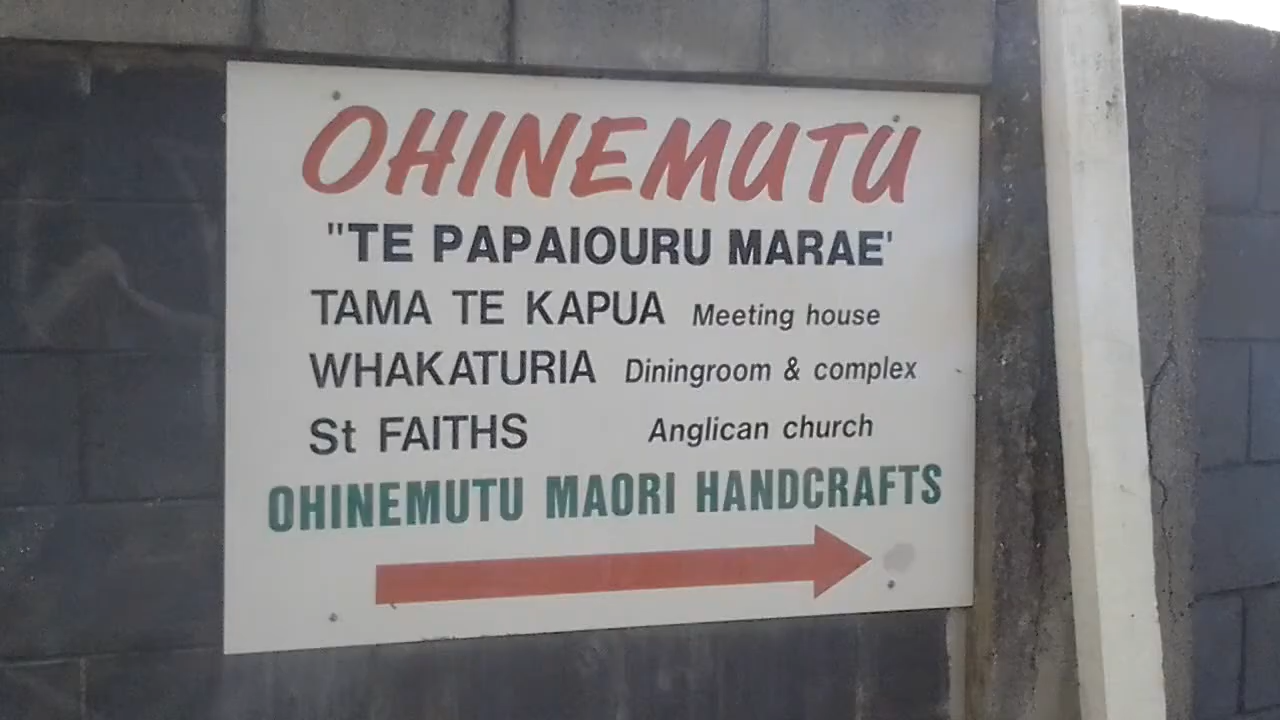 OHINEMUTU
"TE PAPAIOURU MARAE'
TAMA TE KAPUA Meeting house
WHAKATURIA Diningroom & complex
St FAITHS Anglican church
OHINEMUTU MAORI HANDCRAFTS